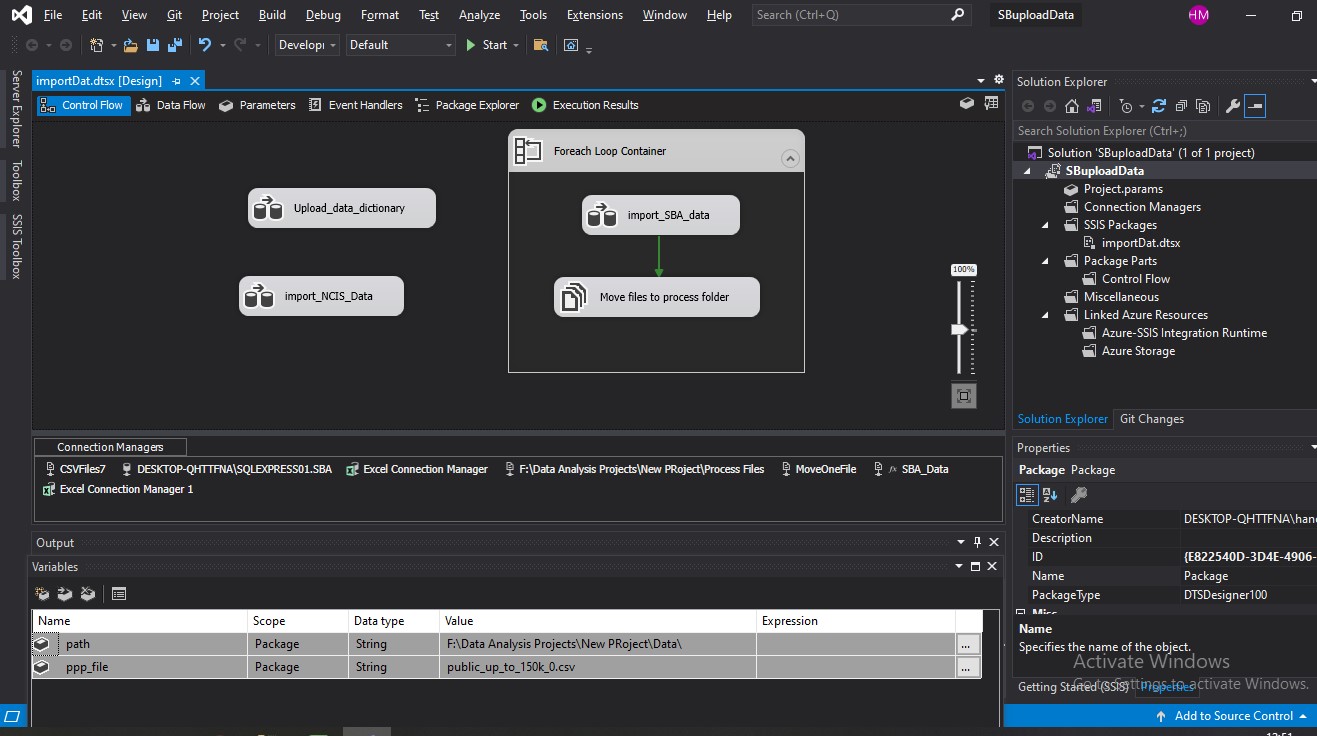 File Edit View Git Project Build Debug Format Test Analyze Tools Extensions Window Help Search (Ctrl+Q) SBuploadData HM
Developı Default Start
importDat.dtsx [Design]
Control Flow Data Flow Parameters Event Handlers Package Explorer Execution Results
Server Explorer
Toolbox
SSIS Toolbox
Foreach Loop Container
Upload_data_dictionary
import_SBA_data
import_NCIS_Data
Move files to process folder
100%
Connection Managers
CSVFiles7 DESKTOP-QHTTFNA\SQLEXPRESS01.SBA Excel Connection Manager F:\Data Analysis Projects\New PRoject\Process Files MoveOneFile fx SBA_Data
Excel Connection Manager 1
Output
Variables
Name Scope Data type Value Expression
path Package String F:\Data Analysis Projects\New PRoject\Data\ ...
ppp_file Package String public_up_to_150k_0.csv ...
Solution Explorer
Search Solution Explorer (Ctrl+;)
Solution 'SBuploadData' (1 of 1 project)
SBuploadData
Project.params
Connection Managers
SSIS Packages
importDat.dtsx
Package Parts
Control Flow
Miscellaneous
Linked Azure Resources
Azure-SSIS Integration Runtime
Azure Storage
Solution Explorer Git Changes
Properties
Package Package
CreatorName DESKTOP-QHTTFNA\han
Description
ID {E822540D-3D4E-4906-
Name Package
PackageType DTSDesigner100
Misc
Name
Specifies the name of the object.
Activate Windows
Go to Settings to activate Windows.
Getting Started (SSIS) Properties
Add to Source Control
12:51